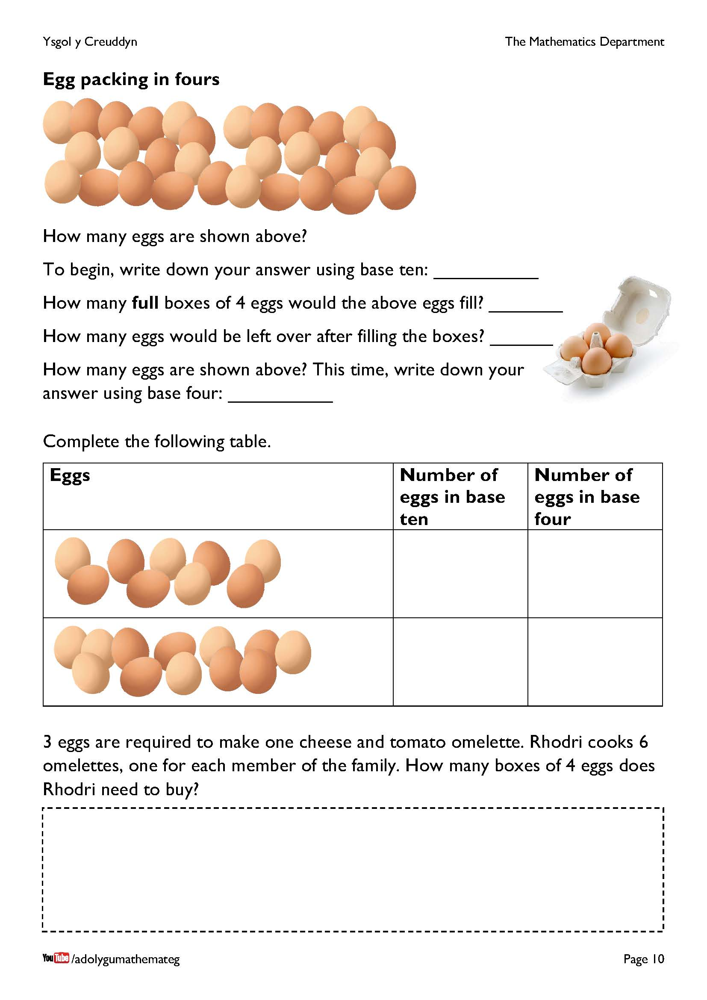 Ysgol y Creuddyn
The Mathematics Department
Egg packing in fours
How many eggs are shown above?
To begin, write down your answer using base ten: ___________
How many full boxes of 4 eggs would the above eggs fill? ________
How many eggs would be left over after filling the boxes? _______
How many eggs are shown above? This time, write down your
answer using base four: ___________
Complete the following table.
Eggs
Number of
eggs in base
ten
Number of
eggs in base
four
3 eggs are required to make one cheese and tomato omelette. Rhodri cooks 6
omelettes, one for each member of the family. How many boxes of 4 eggs does
Rhodri need to buy?
YouTube/adolygumathemateg
Page 10